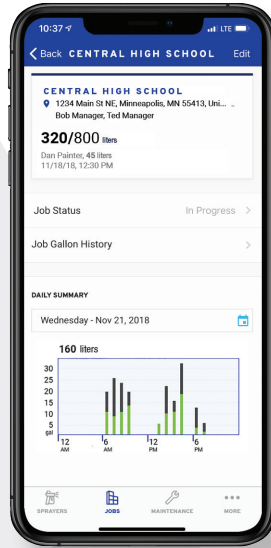 10:37
LTE
Back CENTRAL HIGH SCHOOL Edit
CENTRAL HIGH SCHOOL
1234 Main St NE, Minneapolis, MN 55413, Uni...
Bob Manager, Ted Manager
320/800 liters
Dan Painter, 45 liters
11/18/18, 12:30 PM
Job Status In Progress
Job Gallon History
DAILY SUMMARY
Wednesday - Nov 21, 2018
160 liters
30
25
20
15
10
5
gal
12 6 12 6
AM AM PM PM
SPRAYERS JOBS MAINTENANCE MORE